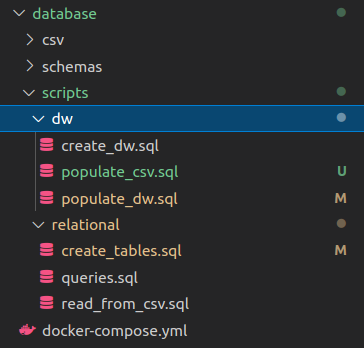 database
csv
schemas
scripts
dw
create_dw.sql
populate_csv.sql U
populate_dw.sql M
relational
create_tables.sql M
queries.sql
read_from_csv.sql
docker-compose.yml